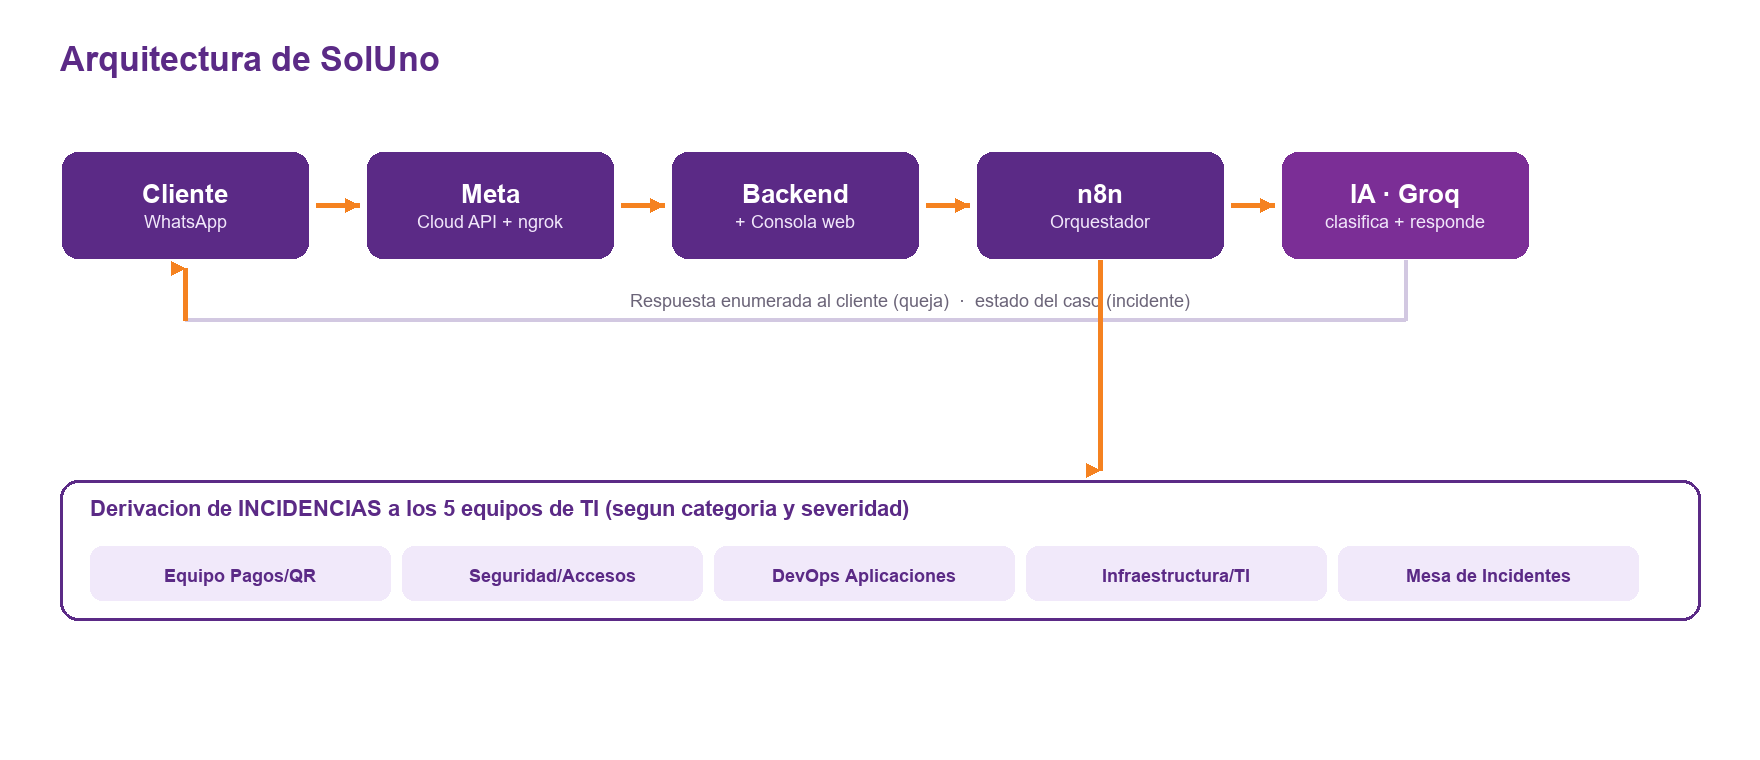 Arquitectura de SolUno
Cliente
WhatsApp
Meta
Cloud API + ngrok
Backend
+ Consola web
n8n
Orquestador
IA · Groq
clasifica + responde
Respuesta enumerada al cliente (queja) · estado del caso (incidente)
Derivacion de INCIDENCIAS a los 5 equipos de TI (segun categoria y severidad)
Equipo Pagos/QR
Seguridad/Accesos
DevOps Aplicaciones
Infraestructura/TI
Mesa de Incidentes